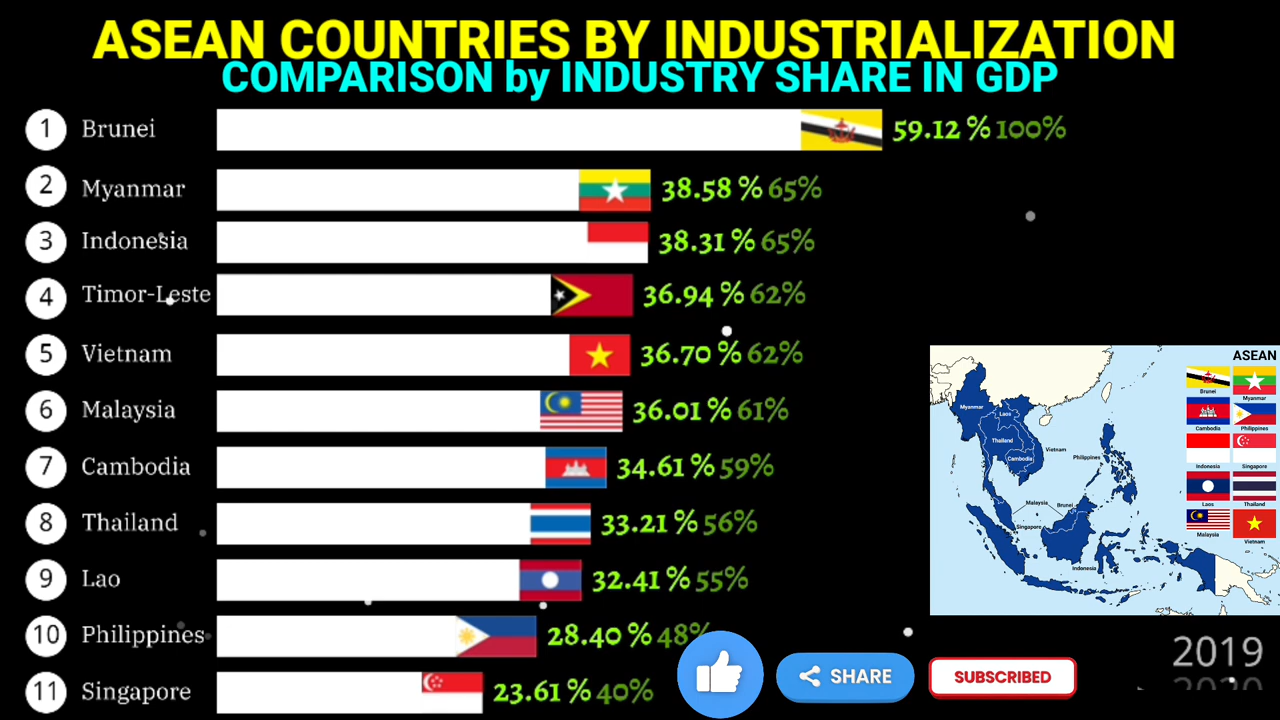 ASEAN COUNTRIES BY INDUSTRIALIZATION
COMPARISON by INDUSTRY SHARE IN GDP
1 Brunei 59.12 % 100%
2 Myanmar 38.58 % 65%
3 Indonesia 38.31 % 65%
4 Timor-Leste 36.94 % 62%
5 Vietnam 36.70 % 62%
6 Malaysia 36.01 % 61%
7 Cambodia 34.61 % 59%
8 Thailand 33.21 % 56%
9 Lao 32.41 % 55%
10 Philippines 28.40 % 48%
11 Singapore 23.61 % 40%
ASEAN
Brunei Myanmar
Cambodia Philippines
Indonesia Singapore
Laos Thailand
Malaysia Vietnam
Myanmar
Laos
Thailand
Vietnam
Cambodia
Philippines
Malaysia
Brunei
Singapore
Indonesia
SHARE
SUBSCRIBED
2019
2020